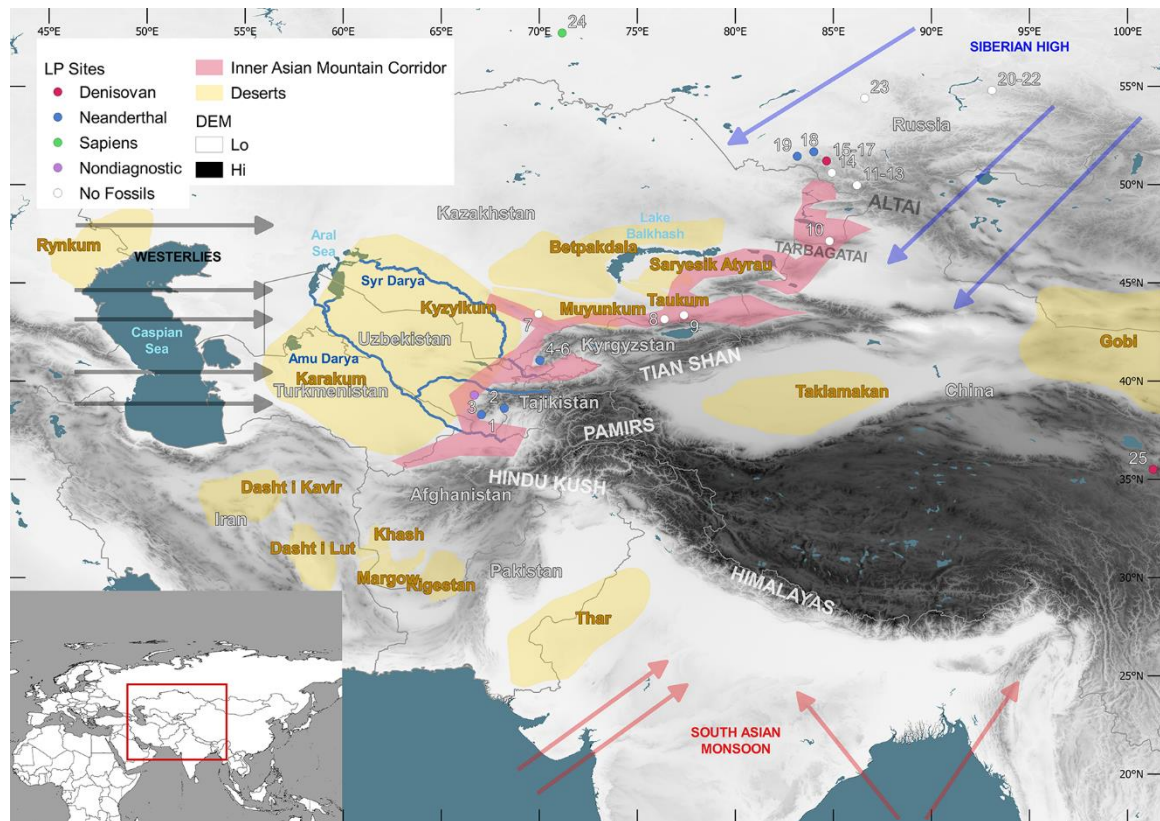 45°E 50°E 55°E 60°E 65°E 70°E 75°E 80°E 85°E 90°E 95°E 100°E
24
SIBERIAN HIGH
LP Sites
Denisovan
Neanderthal
Sapiens
Nondiagnostic
No Fossils
Inner Asian Mountain Corridor
Deserts
DEM
Lo
Hi
55°N
23
20-22
Russia
19
18
15-17
14
11-13
50°N
ALTAI
Kazakhstan
Rynkum
WESTERLIES
Aral
Sea
Lake
Balkhash
Betpakdala
10
TARBAGATAI
Saryesik Atyrau
45°N
Syr Darya
Kyzylkum
Muyunkum
Taukum
7
8
9
Caspian
Sea
Uzbekistan
Kyrgyzstan
4-6
TIAN SHAN
Gobi
Amu Darya
Karakum
Turkmenistan
Taklamakan
China
40°N
2
3
1
Tajikistan
PAMIRS
HINDU KUSH
25
35°N
Dasht i Kavir
Iran
Afghanistan
Khash
Dasht i Lut
Margow
Rigestan
Pakistan
HIMALAYAS
30°N
Thar
25°N
SOUTH ASIAN
MONSOON
20°N